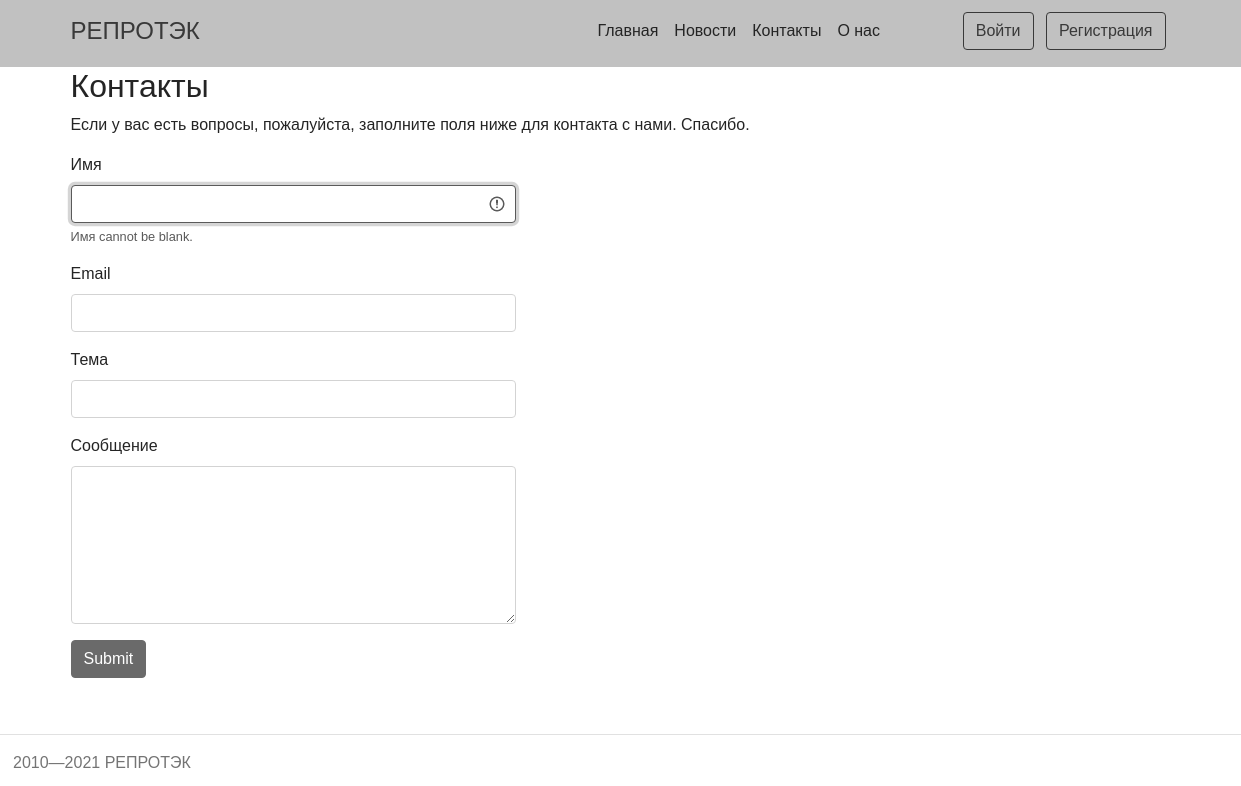 РЕПРОТЭК
Главная Новости Контакты О нас Войти Регистрация
Контакты
Если у вас есть вопросы, пожалуйста, заполните поля ниже для контакта с нами. Спасибо.
Имя
Имя cannot be blank.
Email
Тема
Сообщение
Submit
2010—2021 РЕПРОТЭК